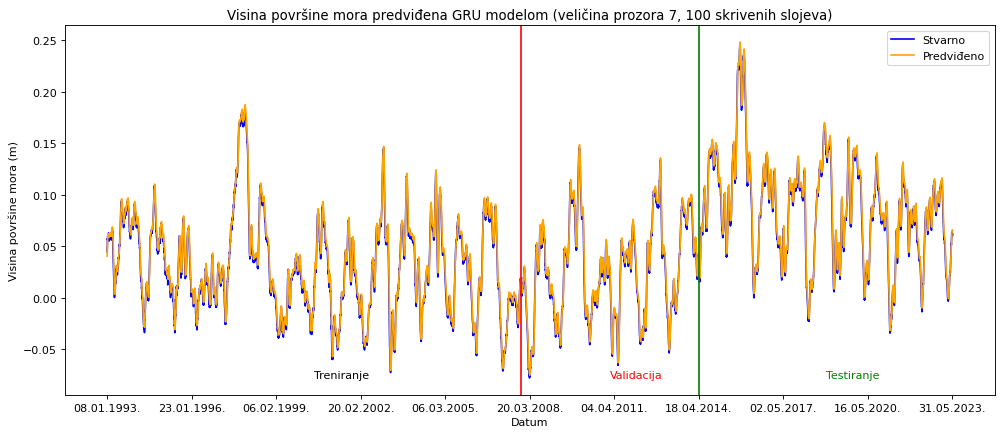 Visina površine mora predviđena GRU modelom (veličina prozora 7, 100 skrivenih slojeva)
Stvarno
Predviđeno
Visina površine mora (m)
0.25
0.20
0.15
0.10
0.05
0.00
−0.05
Treniranje
Validacija
Testiranje
08.01.1993. 23.01.1996. 06.02.1999. 20.02.2002. 06.03.2005. 20.03.2008. 04.04.2011. 18.04.2014. 02.05.2017. 16.05.2020. 31.05.2023.
Datum